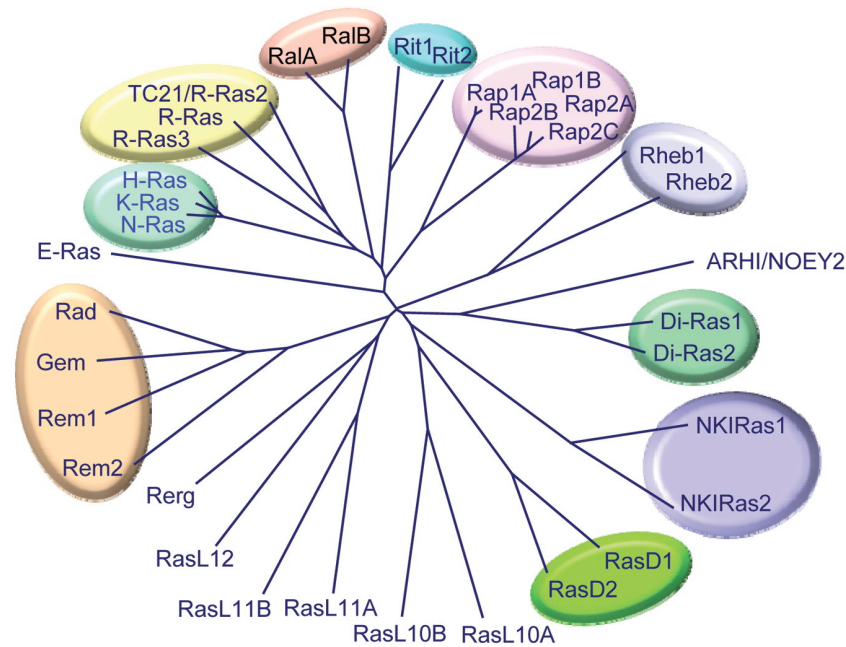 RalA
RalB
Rit1
Rit2
TC21/R-Ras2
R-Ras
R-Ras3
Rap1A
Rap1B
Rap2B
Rap2A
Rap2C
Rheb1
Rheb2
H-Ras
K-Ras
N-Ras
E-Ras
ARHI/NOEY2
Rad
Gem
Rem1
Rem2
Di-Ras1
Di-Ras2
NKIRas1
NKIRas2
Rerg
RasL12
RasL11B
RasL11A
RasL10B
RasL10A
RasD1
RasD2